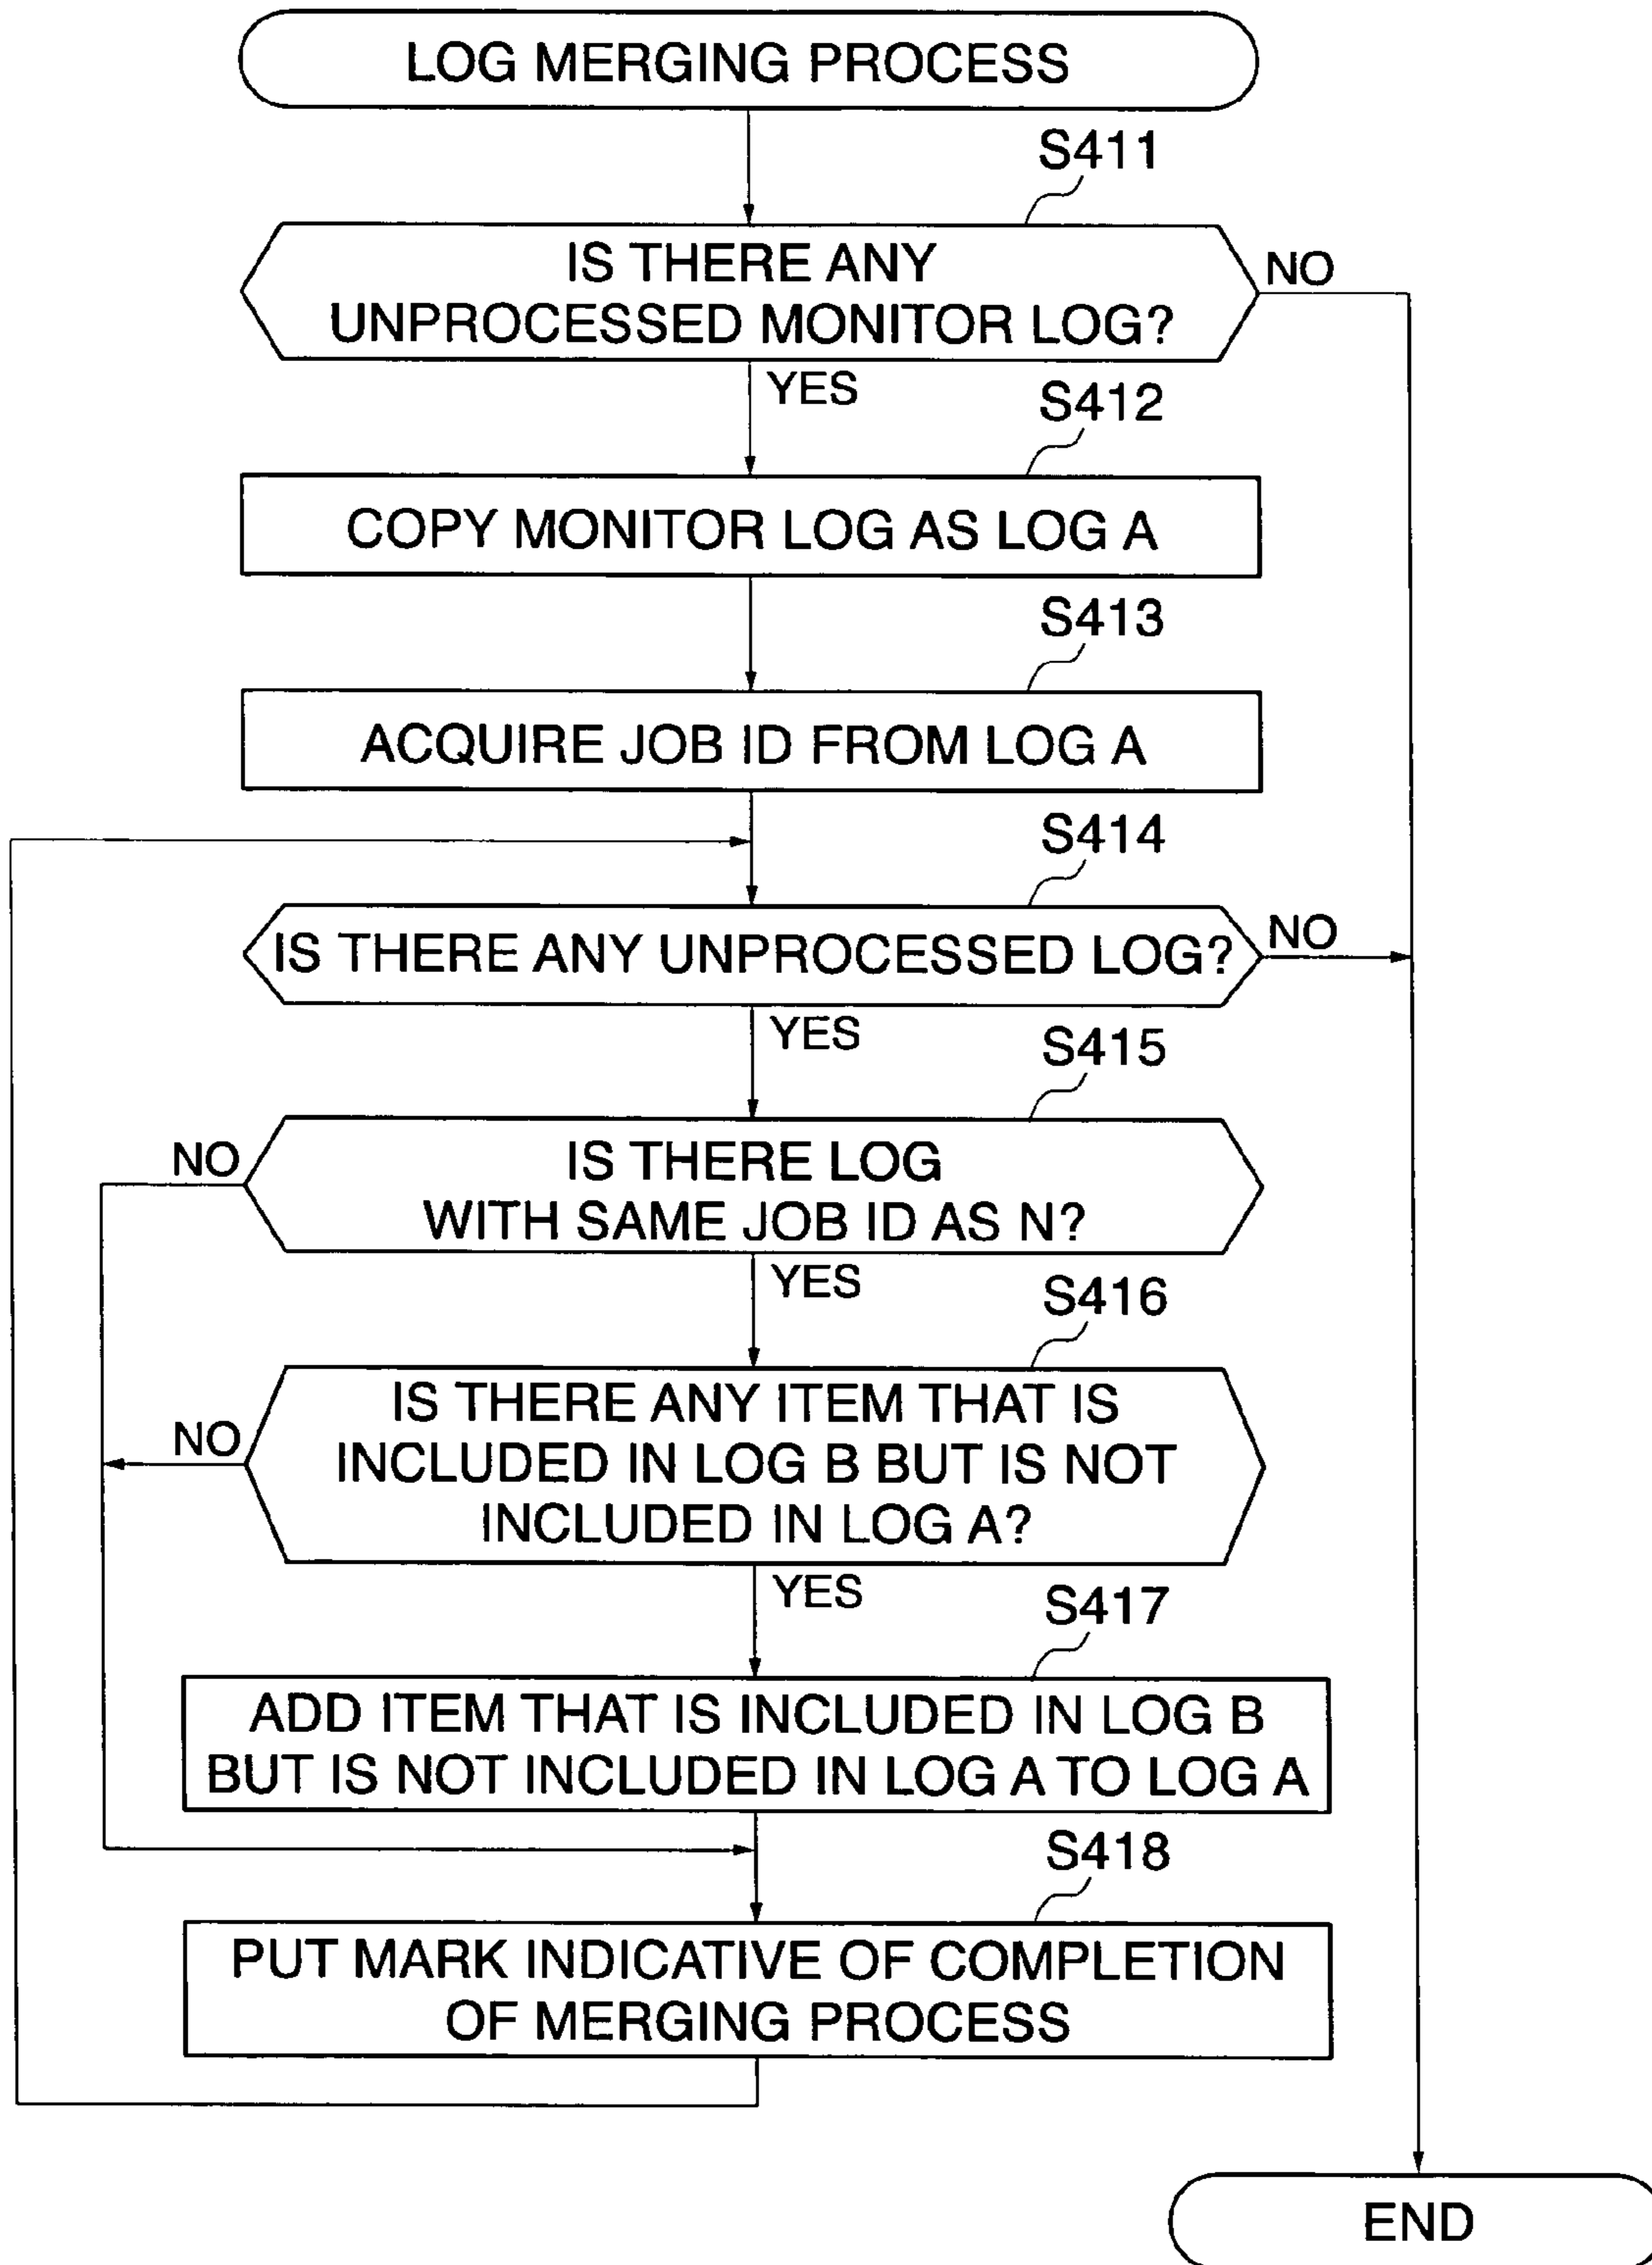 LOG MERGING PROCESS
S411
IS THERE ANY
UNPROCESSED MONITOR LOG?
NO
YES
S412
COPY MONITOR LOG AS LOG A
S413
ACQUIRE JOB ID FROM LOG A
S414
IS THERE ANY UNPROCESSED LOG?
NO
YES
S415
IS THERE LOG
WITH SAME JOB ID AS N?
NO
YES
S416
IS THERE ANY ITEM THAT IS
INCLUDED IN LOG B BUT IS NOT
INCLUDED IN LOG A?
NO
YES
S417
ADD ITEM THAT IS INCLUDED IN LOG B
BUT IS NOT INCLUDED IN LOG A TO LOG A
S418
PUT MARK INDICATIVE OF COMPLETION
OF MERGING PROCESS
END